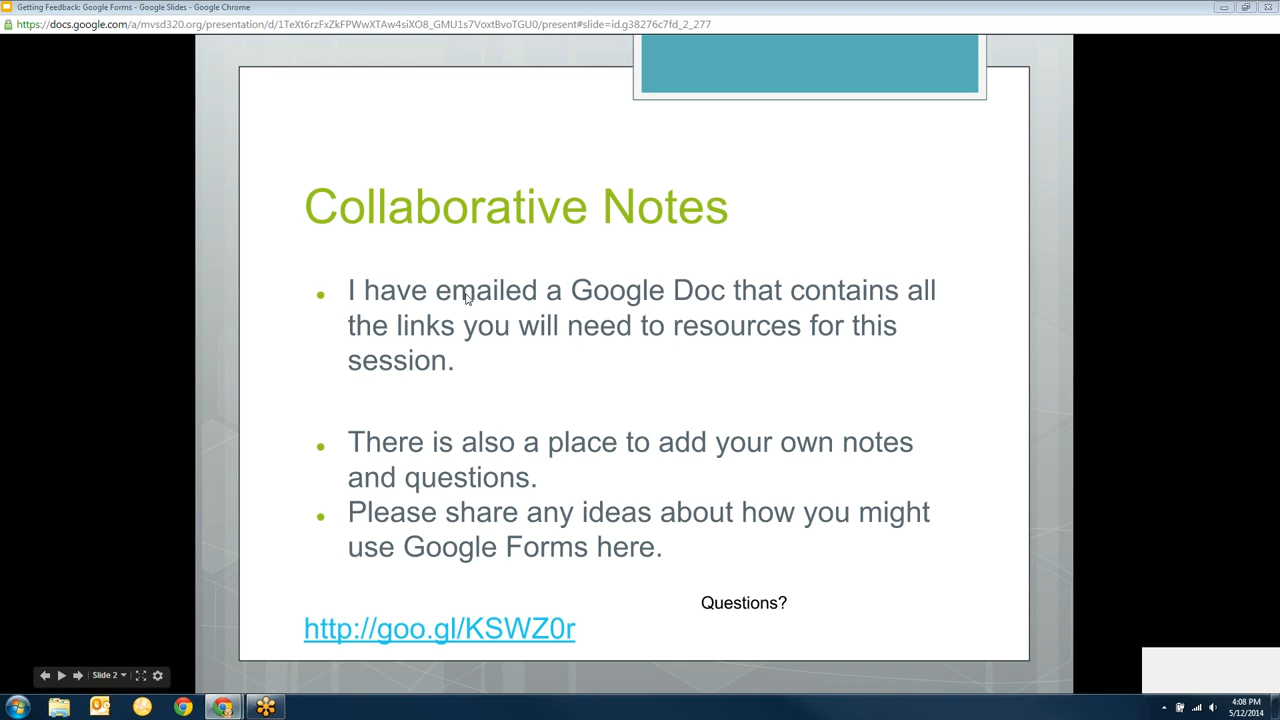 Getting Feedback: Google Forms - Google Slides - Google Chrome
https://docs.google.com/a/mvsd320.org/presentation/d/1TeXt6rzFxZkFPWwXTAw4siXO8_GMU1s7VoxtBvoTGU0/present#slide=id.g38276c7fd_2_277
Collaborative Notes
I have emailed a Google Doc that contains all
the links you will need to resources for this
session.
There is also a place to add your own notes
and questions.
Please share any ideas about how you might
use Google Forms here.
Questions?
http://goo.gl/KSWZ0r
Slide 2
4:08 PM
5/12/2014